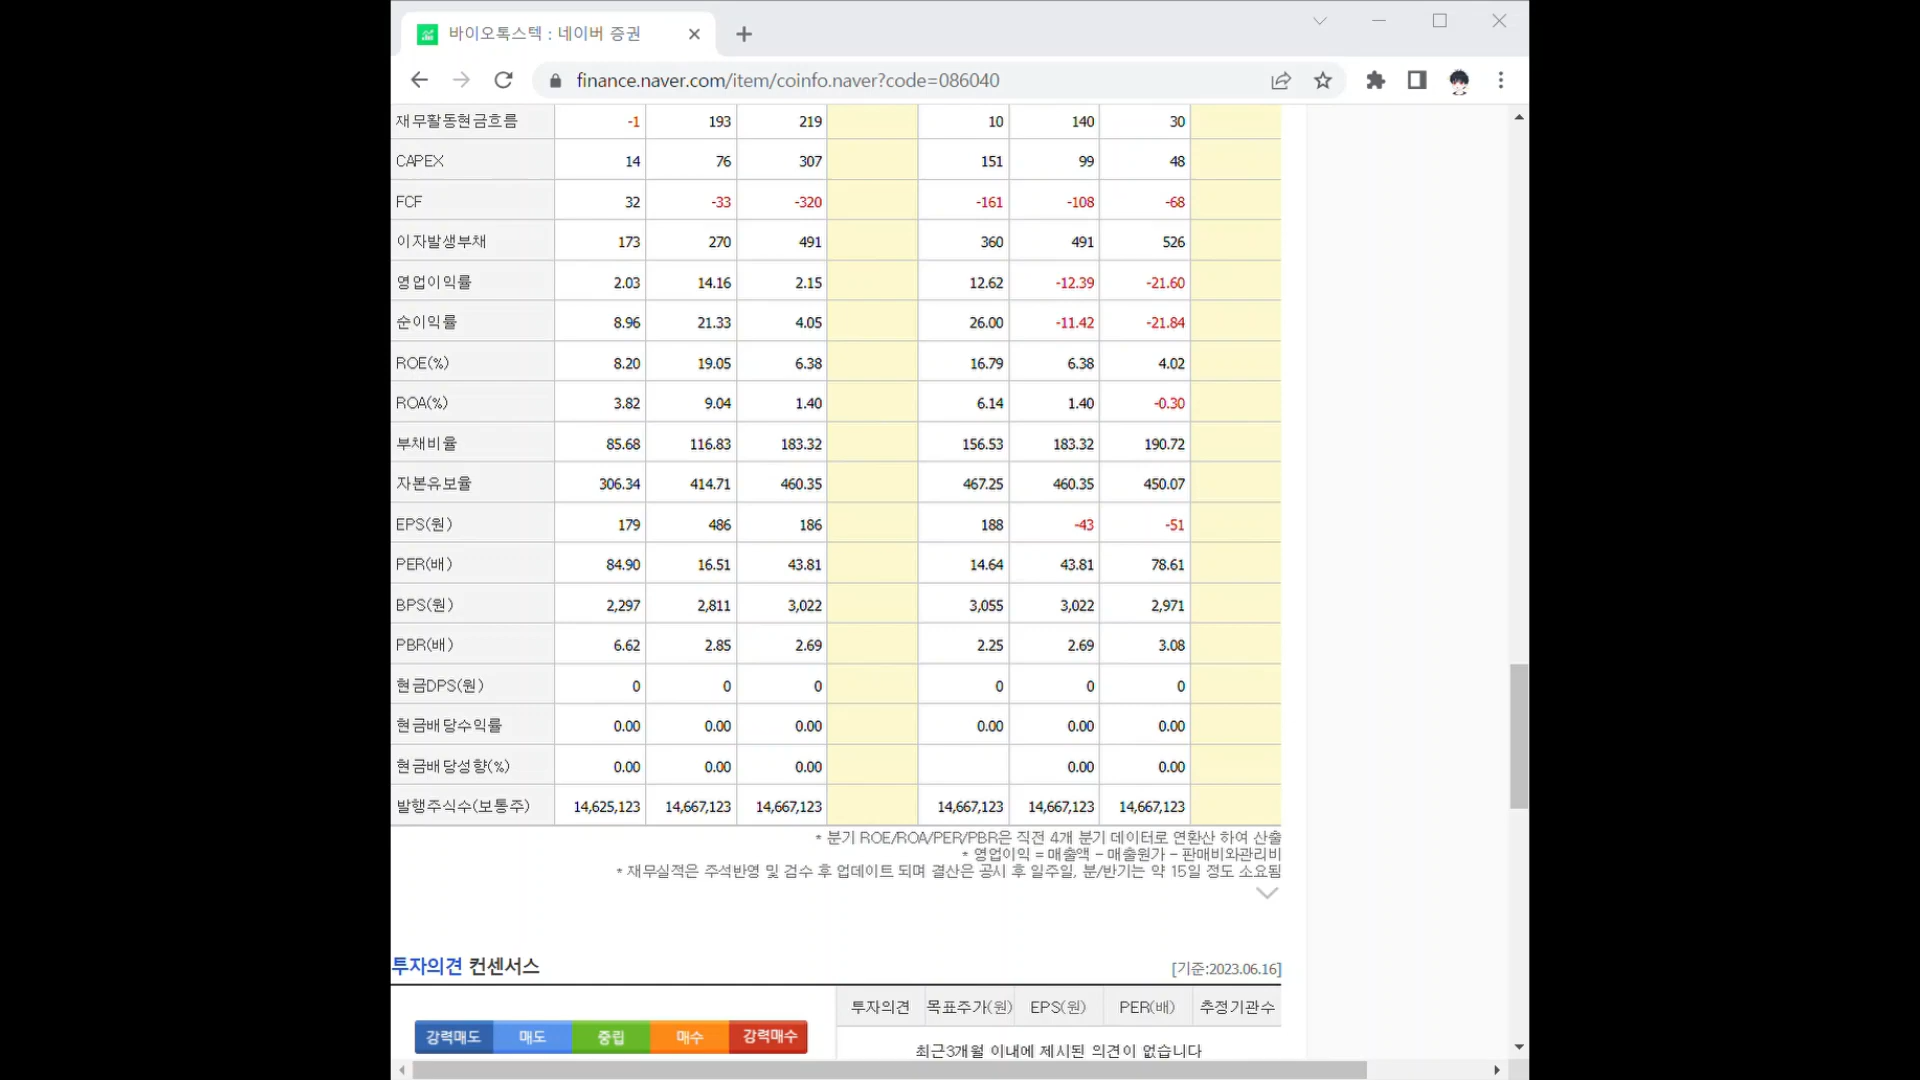 바이오톡스텍 : 네이버 증권
finance.naver.com/item/coinfo.naver?code=086040
재무활동현금흐름 -1 193 219 10 140 30
CAPEX 14 76 307 151 99 48
FCF 32 -33 -320 -161 -108 -68
이자발생부채 173 270 491 360 491 526
영업이익률 2.03 14.16 2.15 12.62 -12.39 -21.60
순이익률 8.96 21.33 4.05 26.00 -11.42 -21.84
ROE(%) 8.20 19.05 6.38 16.79 6.38 4.02
ROA(%) 3.82 9.04 1.40 6.14 1.40 -0.30
부채비율 85.68 116.83 183.32 156.53 183.32 190.72
자본유보율 306.34 414.71 460.35 467.25 460.35 450.07
EPS(원) 179 486 186 188 -43 -51
PER(배) 84.90 16.51 43.81 14.64 43.81 78.61
BPS(원) 2,297 2,811 3,022 3,055 3,022 2,971
PBR(배) 6.62 2.85 2.69 2.25 2.69 3.08
현금DPS(원) 0 0 0 0 0 0
현금배당수익률 0.00 0.00 0.00 0.00 0.00 0.00
현금배당성향(%) 0.00 0.00 0.00 0.00 0.00
발행주식수(보통주) 14,625,123 14,667,123 14,667,123 14,667,123 14,667,123 14,667,123
* 분기 ROE/ROA/PER/PBR은 직전 4개 분기 데이터로 연환산 하여 산출
* 영업이익 = 매출액 - 매출원가 - 판매비와관리비
* 재무실적은 주석반영 및 검수 후 업데이트 되며 결산은 공시 후 일주일, 분/반기는 약 15일 정도 소요됨
투자의견 컨센서스 [기준:2023.06.16]
투자의견 목표주가(원) EPS(원) PER(배) 추정기관수
강력매도 매도 중립 매수 강력매수
최근3개월 이내에 제시된 의견이 없습니다